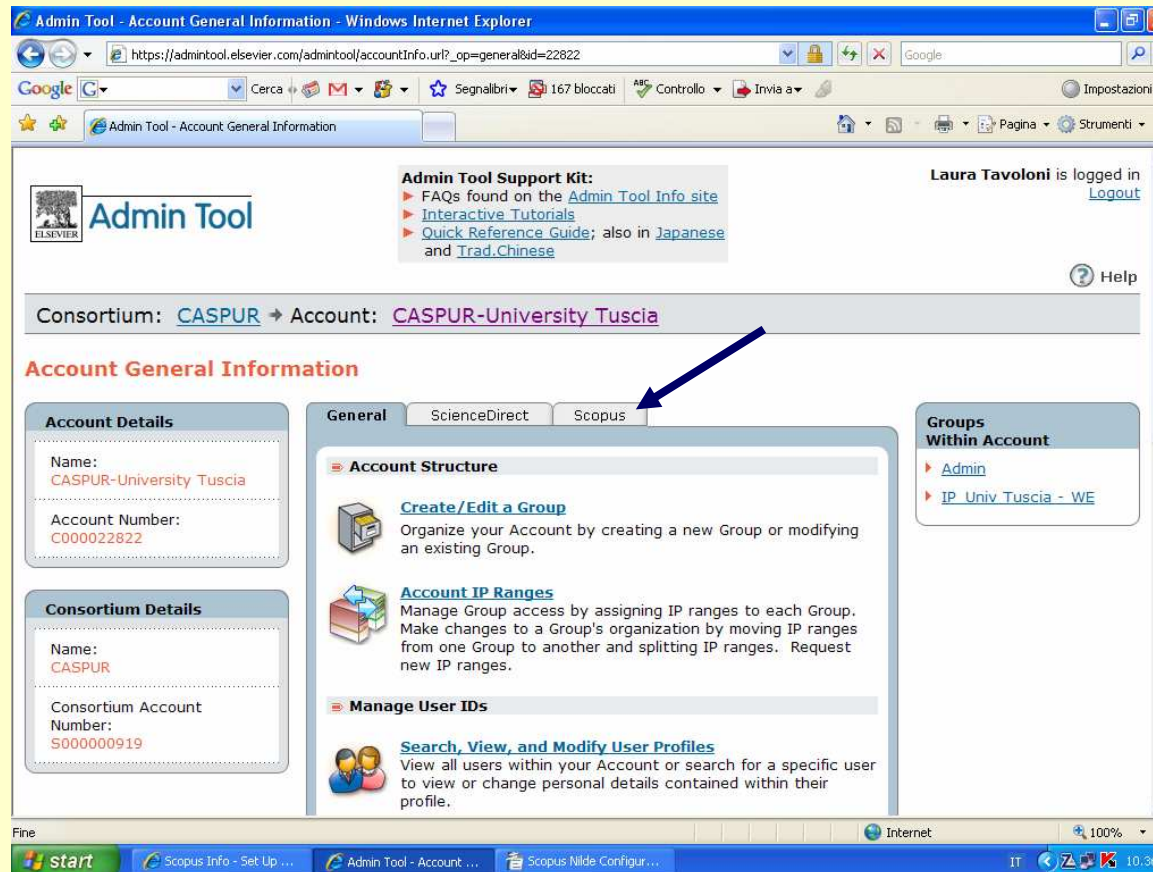 Admin Tool - Account General Information - Windows Internet Explorer
https://admintool.elsevier.com/admintool/accountInfo.url?_op=general&id=22822
Google
Google G
Cerca
Segnalibri
167 bloccati
Controllo
Invia a
Impostazioni
Admin Tool - Account General Information
Pagina
Strumenti
ELSEVIER
Admin Tool
Admin Tool Support Kit:
FAQs found on the Admin Tool Info site
Interactive Tutorials
Quick Reference Guide; also in Japanese
and Trad.Chinese
Laura Tavoloni is logged in
Logout
? Help
Consortium: CASPUR → Account: CASPUR-University Tuscia
Account General Information
Account Details
Name:
CASPUR-University Tuscia
Account Number:
C000022822
Consortium Details
Name:
CASPUR
Consortium Account
Number:
S000000919
General
ScienceDirect
Scopus
Account Structure
Create/Edit a Group
Organize your Account by creating a new Group or modifying
an existing Group.
Account IP Ranges
Manage Group access by assigning IP ranges to each Group.
Make changes to a Group's organization by moving IP ranges
from one Group to another and splitting IP ranges. Request
new IP ranges.
Manage User IDs
Search, View, and Modify User Profiles
View all users within your Account or search for a specific user
to view or change personal details contained within their
profile.
Groups
Within Account
Admin
IP Univ Tuscia - WE
Fine
Internet
100%
start
Scopus Info - Set Up ...
Admin Tool - Account ...
Scopus Nilde Configur...
IT